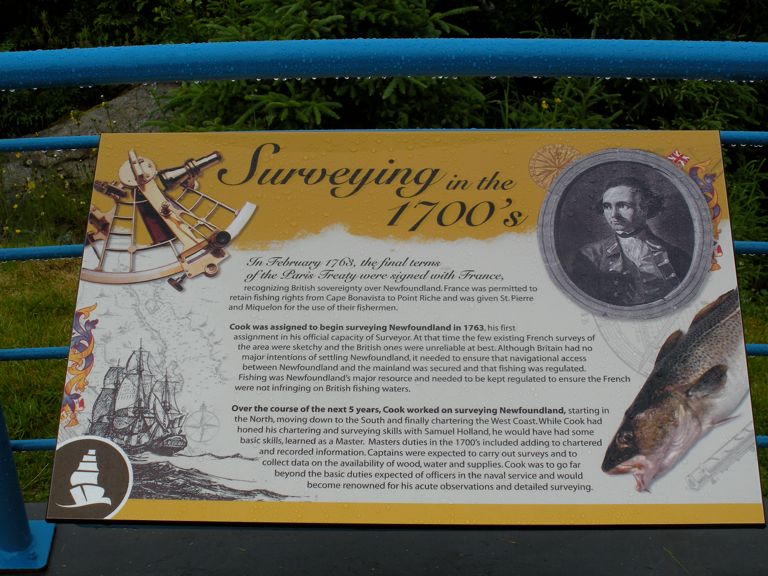 Surveying in the
1700's
In February 1763, the final terms
of the Paris Treaty were signed with France,
recognizing British sovereignty over Newfoundland. France was permitted to
retain fishing rights from Cape Bonavista to Point Riche and was given St. Pierre
and Miquelon for the use of their fishermen.
Cook was assigned to begin surveying Newfoundland in 1763, his first
assignment in his official capacity of Surveyor. At that time the few existing French surveys of
the area were sketchy and the British ones were unreliable at best. Although Britain had no
major intentions of settling Newfoundland, it needed to ensure that navigational access
between Newfoundland and the mainland was secured and that fishing was regulated.
Fishing was Newfoundland's major resource and needed to be kept regulated to ensure the French
were not infringing on British fishing waters.
Over the course of the next 5 years, Cook worked on surveying Newfoundland, starting in
the North, moving down to the South and finally charting the West Coast. While Cook had
honed his charting and surveying skills with Samuel Holland, he would have had some
basic skills, learned as a Master. Masters duties in the 1700's included adding to chartered
and recorded information. Captains were expected to carry out surveys and to
collect data on the availability of wood, water and supplies. Cook was to go far
beyond the basic duties expected of officers in the naval service and would
become renowned for his acute observations and detailed surveying.